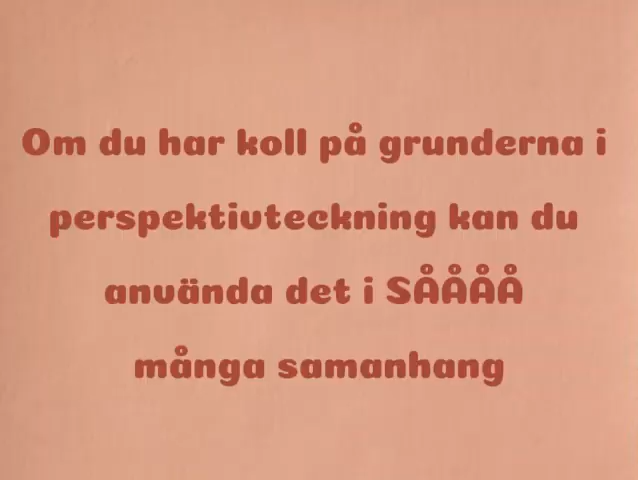 Om du har koll på grunderna i
perspektivteckning kan du
använda det i SÅÅÅÅ
många samanhang